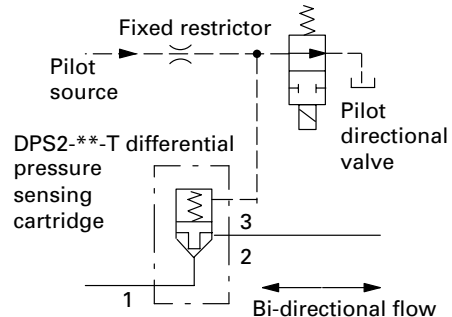 Fixed restrictor
Pilot
source
Pilot
directional
valve
DPS2-**-T differential
pressure
sensing
cartridge
3
2
1
Bi-directional flow